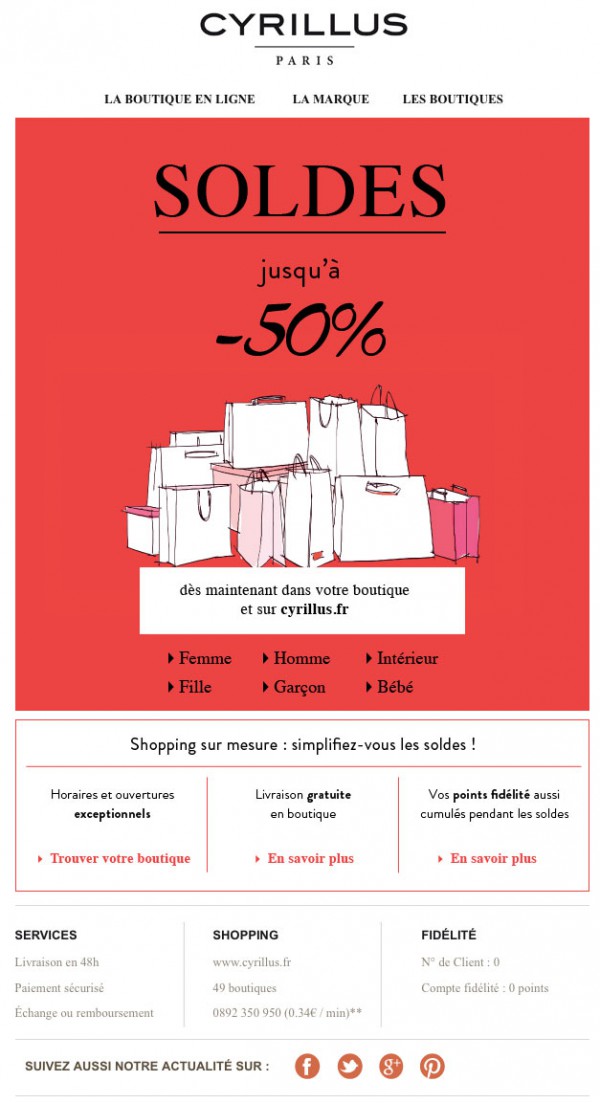 CYRILLUS
PARIS
LA BOUTIQUE EN LIGNE LA MARQUE LES BOUTIQUES
SOLDES
jusqu'à
-50%
dès maintenant dans votre boutique
et sur cyrillus.fr
Femme Homme Intérieur
Fille Garçon Bébé
Shopping sur mesure : simplifiez-vous les soldes !
Horaires et ouvertures
exceptionnels
Trouver votre boutique
Livraison gratuite
en boutique
En savoir plus
Vos points fidélité aussi
cumulés pendant les soldes
En savoir plus
SERVICES
Livraison en 48h
Paiement sécurisé
Échange ou remboursement
SHOPPING
www.cyrillus.fr
49 boutiques
0892 350 950 (0.34€ / min)**
FIDÉLITÉ
N° de Client : 0
Compte fidélité : 0 points
SUIVEZ AUSSI NOTRE ACTUALITÉ SUR :